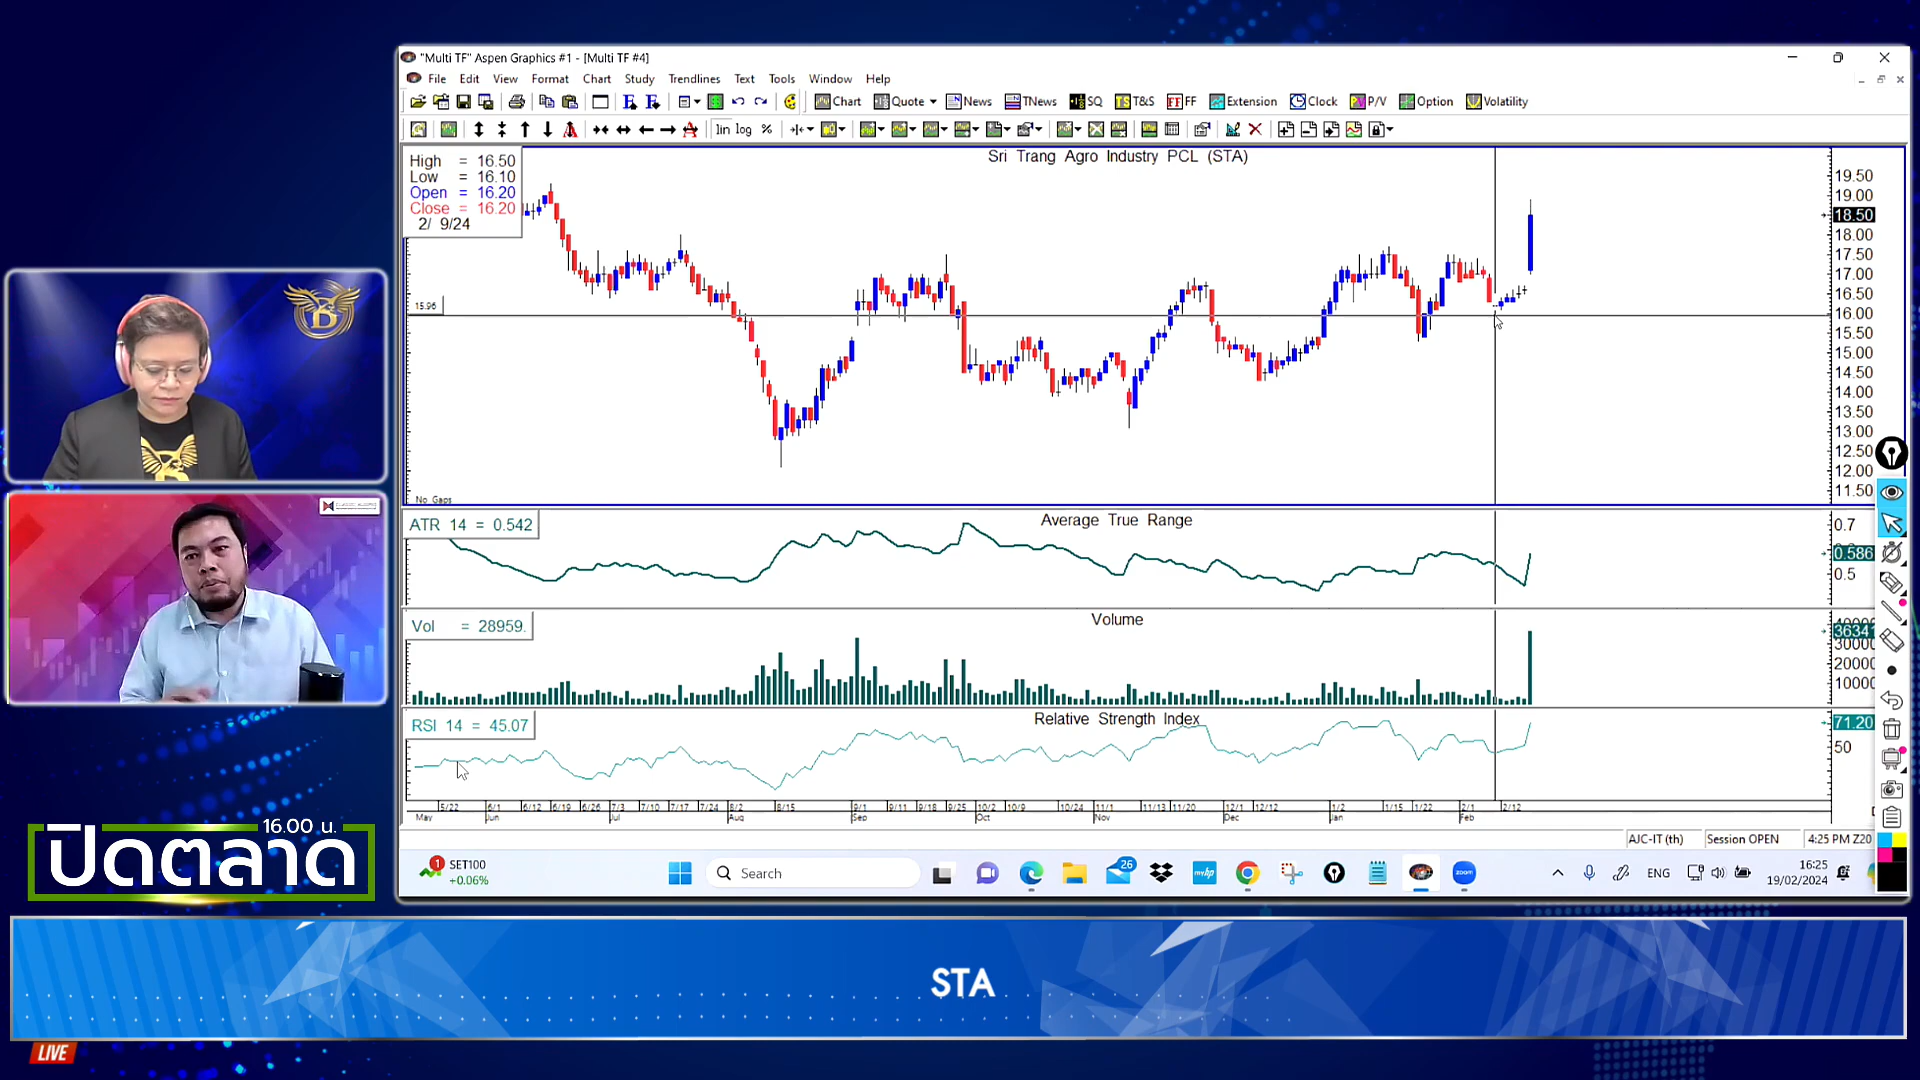 "Multi TF" Aspen Graphics #1 - [Multi TF #4]
File Edit View Format Chart Study Trendlines Text Tools Window Help
Chart Quote News TNews SQ T&S FF Extension Clock P/V Option Volatility
lin log %
Sri Trang Agro Industry PCL (STA)
High = 16.50
Low = 16.10
Open = 16.20
Close = 16.20
2/ 9/24
19.50
19.00
18.50
18.00
17.50
17.00
16.50
16.00
15.50
15.00
14.50
14.00
13.50
13.00
12.50
12.00
11.50
15.96
No Gaps
ATR 14 = 0.542
Average True Range
0.7
0.586
0.5
Vol = 28959.
Volume
36341
30000
20000
10000
RSI 14 = 45.07
Relative Strength Index
71.20
50
5/22 6/1 6/12 6/19 6/26 7/3 7/10 7/17 7/24 8/2 8/15 9/1 9/11 9/18 9/25 10/2 10/9 10/24 11/1 11/13 11/20 12/1 12/12 1/2 1/15 1/22 2/1 2/12
May Jun Jul Aug Sep Oct Nov Dec Jan Feb
AJC-IT (th) Session OPEN 4:25 PM Z20
1
SET100
+0.06%
Search
26
myhp
zoom
ENG
16:25
19/02/2024
16.00 น.
ปิดตลาด
STA
LIVE